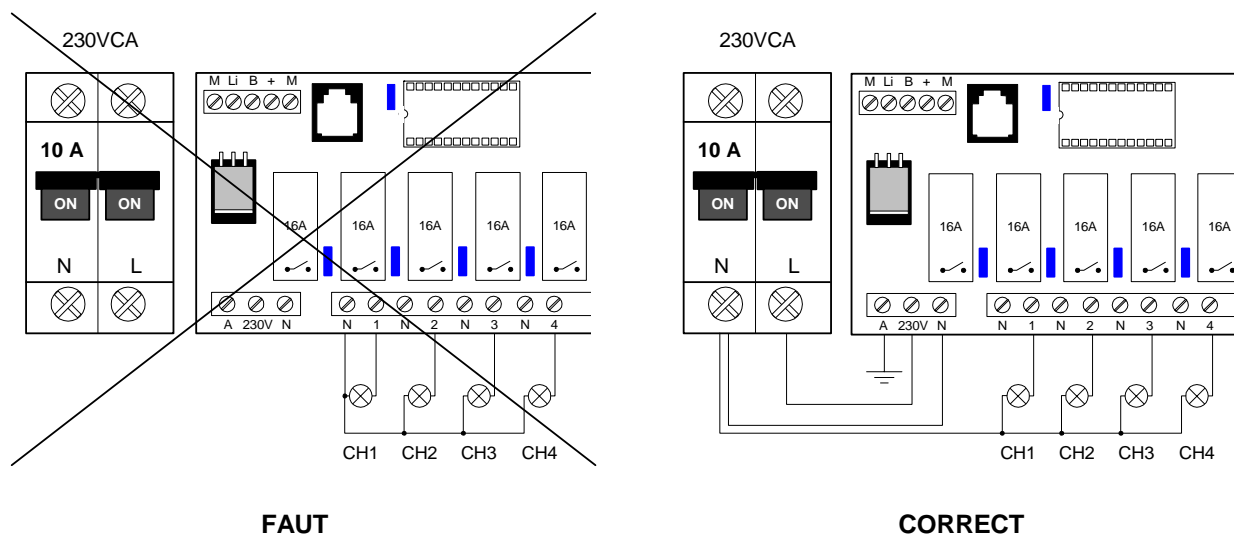 230VCA
M Li B + M
10 A
ON ON
16A 16A 16A 16A 16A
N L
A 230V N N 1 N 2 N 3 N 4
CH1 CH2 CH3 CH4
FAUT
230VCA
M Li B + M
10 A
ON ON
16A 16A 16A 16A 16A
N L
A 230V N N 1 N 2 N 3 N 4
CH1 CH2 CH3 CH4
CORRECT